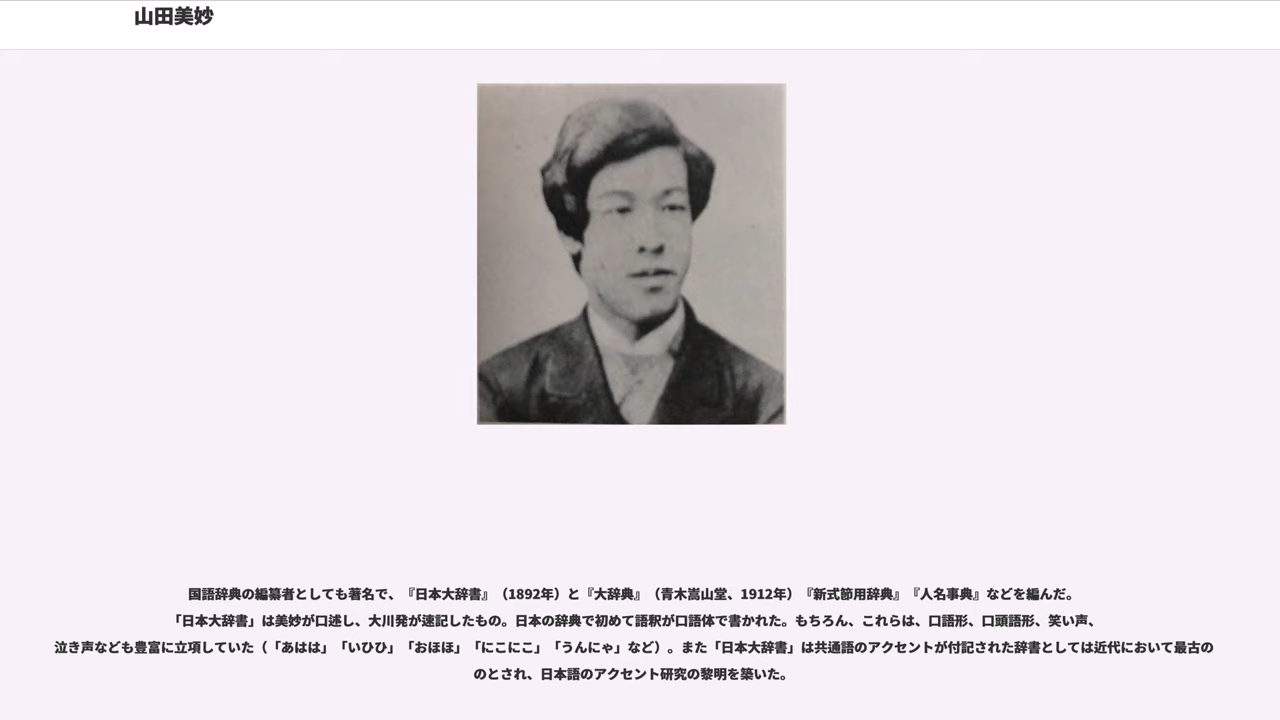 山田美妙
国語辞典の編纂者としても著名で、『日本大辞書』（1892年）と『大辞典』（青木嵩山堂、1912年）『新式節用辞典』『人名事典』などを編んだ。
「日本大辞書」は美妙が口述し、大川発が速記したもの。日本の辞典で初めて語釈が口語体で書かれた。もちろん、これらは、口語形、口頭語形、笑い声、
泣き声なども豊富に立項していた（「あはは」「いひひ」「おほほ」「にこにこ」「うんにゃ」など）。また「日本大辞書」は共通語のアクセントが付記された辞書としては近代において最古の
のとされ、日本語のアクセント研究の黎明を築いた。